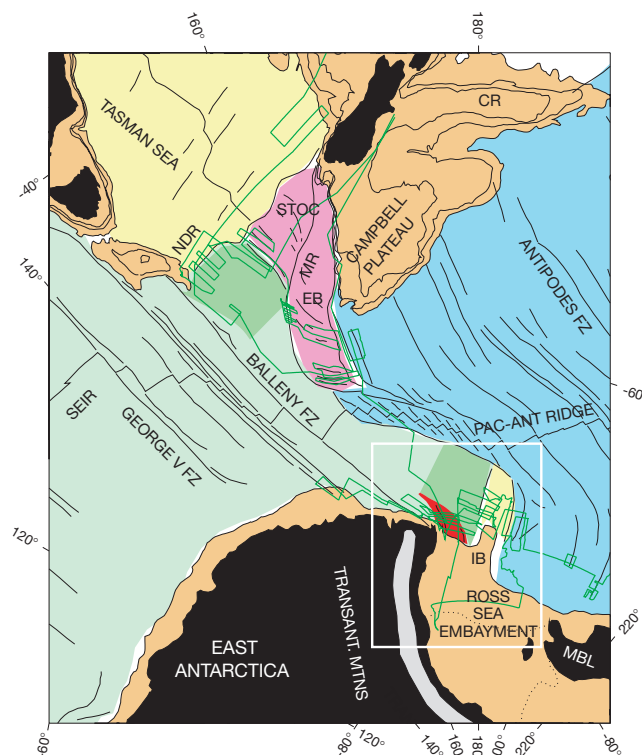 160°
180°
CR
TASMAN SEA
-40°
STOC
NDR
CAMPBELL
PLATEAU
MR
ANTIPODES FZ
140°
EB
BALLENY FZ
-60°
SEIR
GEORGE V FZ
PAC-ANT RIDGE
120°
IB
TRANSANT. MTNS
ROSS
SEA
EMBAYMENT
220°
EAST
ANTARCTICA
MBL
-60°
-80°
120°
140°
160°
180°
200°
220°
-80°